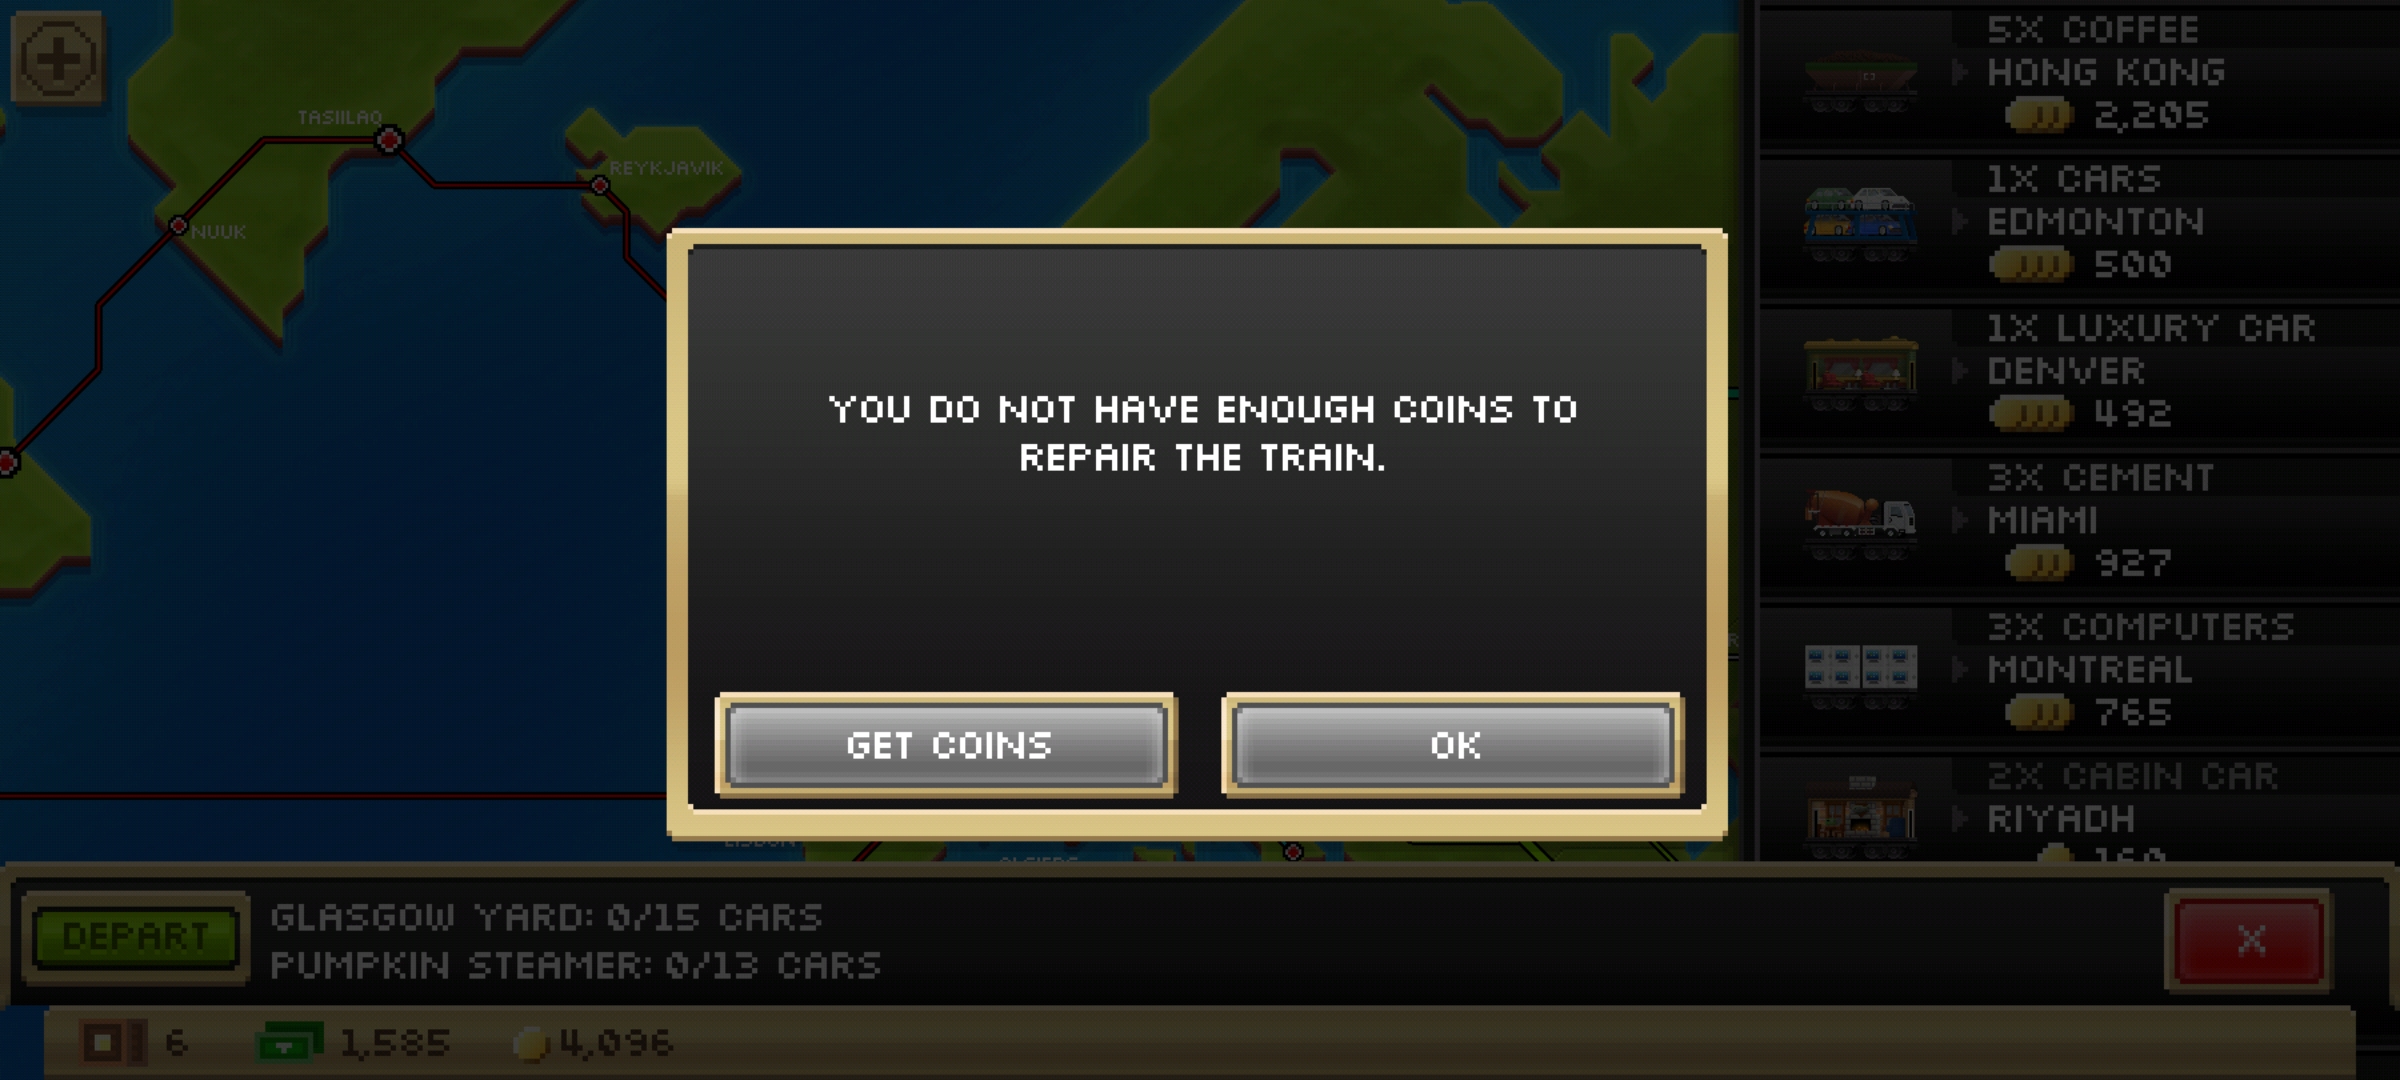 TASIILAQ
REYKJAVIK
NUUK
YOU DO NOT HAVE ENOUGH COINS TO
REPAIR THE TRAIN.
GET COINS
OK
5X COFFEE
HONG KONG
2,205
1X CARS
EDMONTON
500
1X LUXURY CAR
DENVER
492
3X CEMENT
MIAMI
927
3X COMPUTERS
MONTREAL
765
2X CABIN CAR
RIYADH
160
LISBON
ALGIERS
DEPART
GLASGOW YARD: 0/15 CARS
PUMPKIN STEAMER: 0/13 CARS
X
6
1,585
4,096